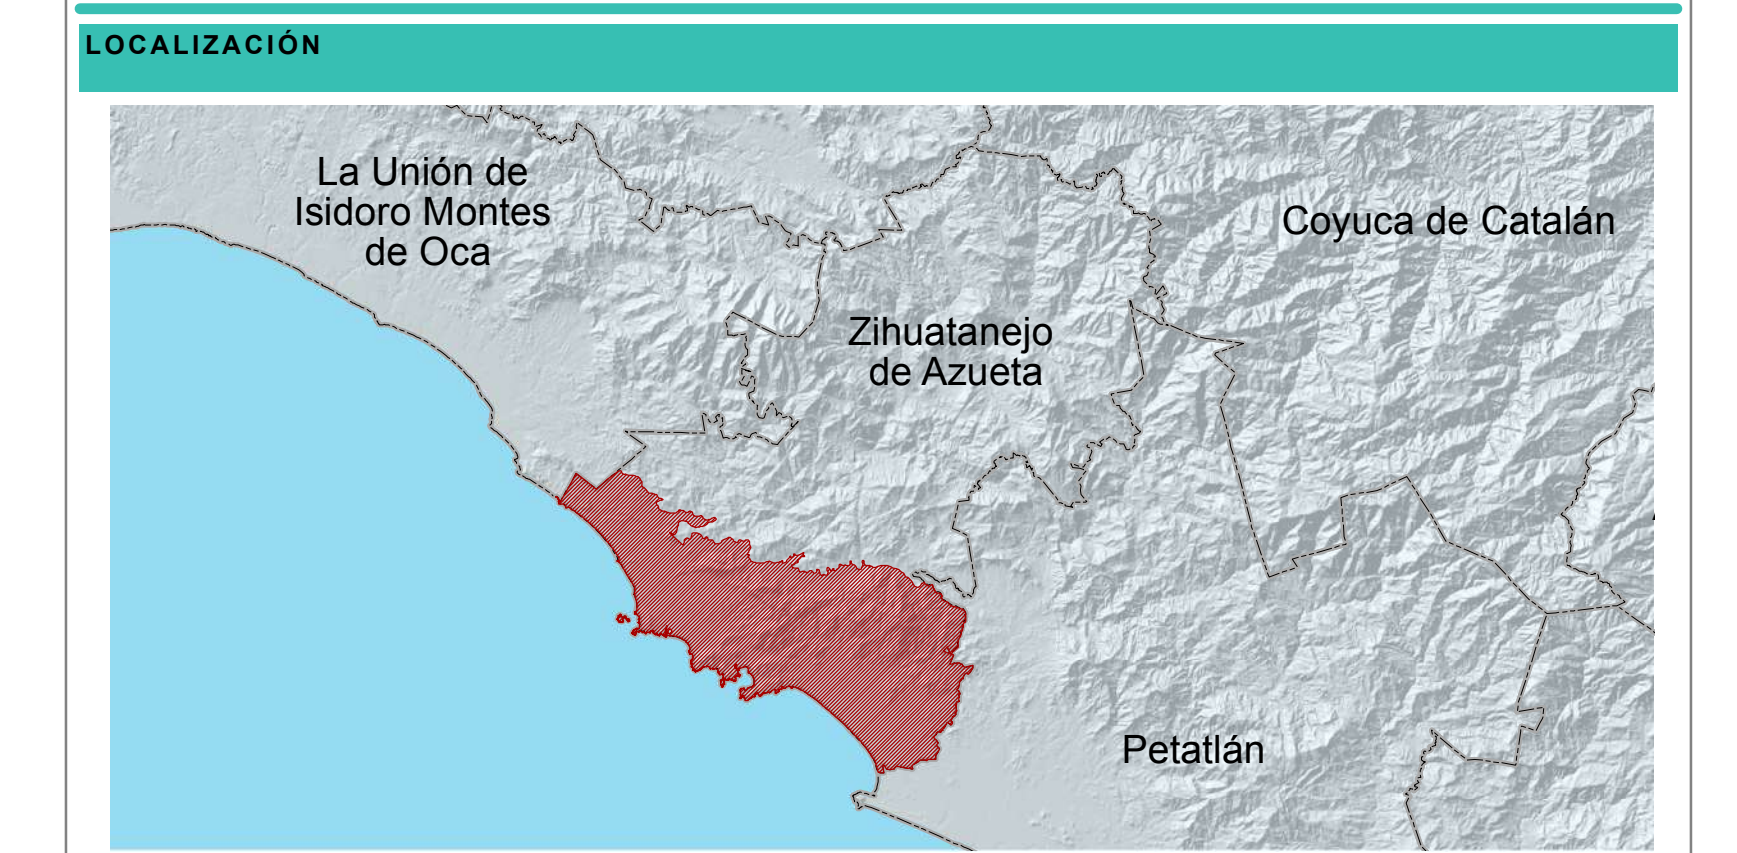 LOCALIZACIÓN
La Unión de
Isidoro Montes
de Oca
Coyuca de Catalán
Zihuatanejo
de Azueta
Petatlán